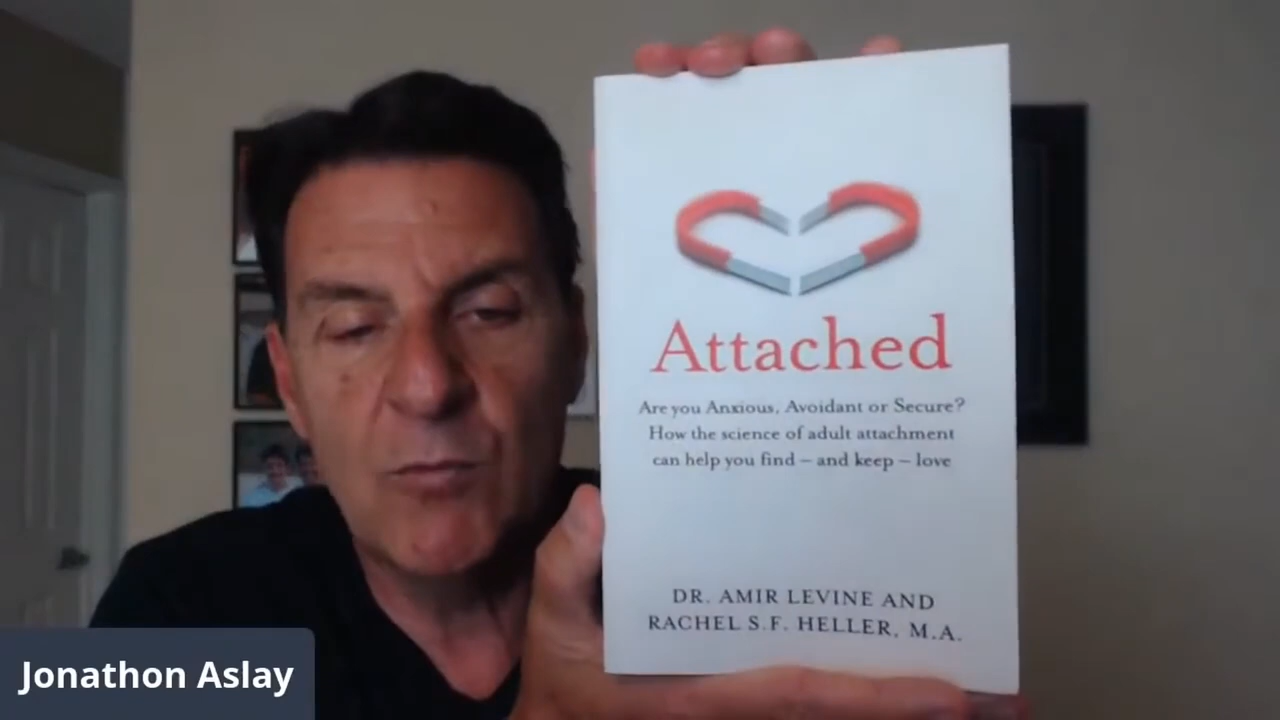 Attached
Are you Anxious, Avoidant or Secure?
How the science of adult attachment
can help you find – and keep – love
DR. AMIR LEVINE AND
RACHEL S.F. HELLER, M.A.
Jonathon Aslay